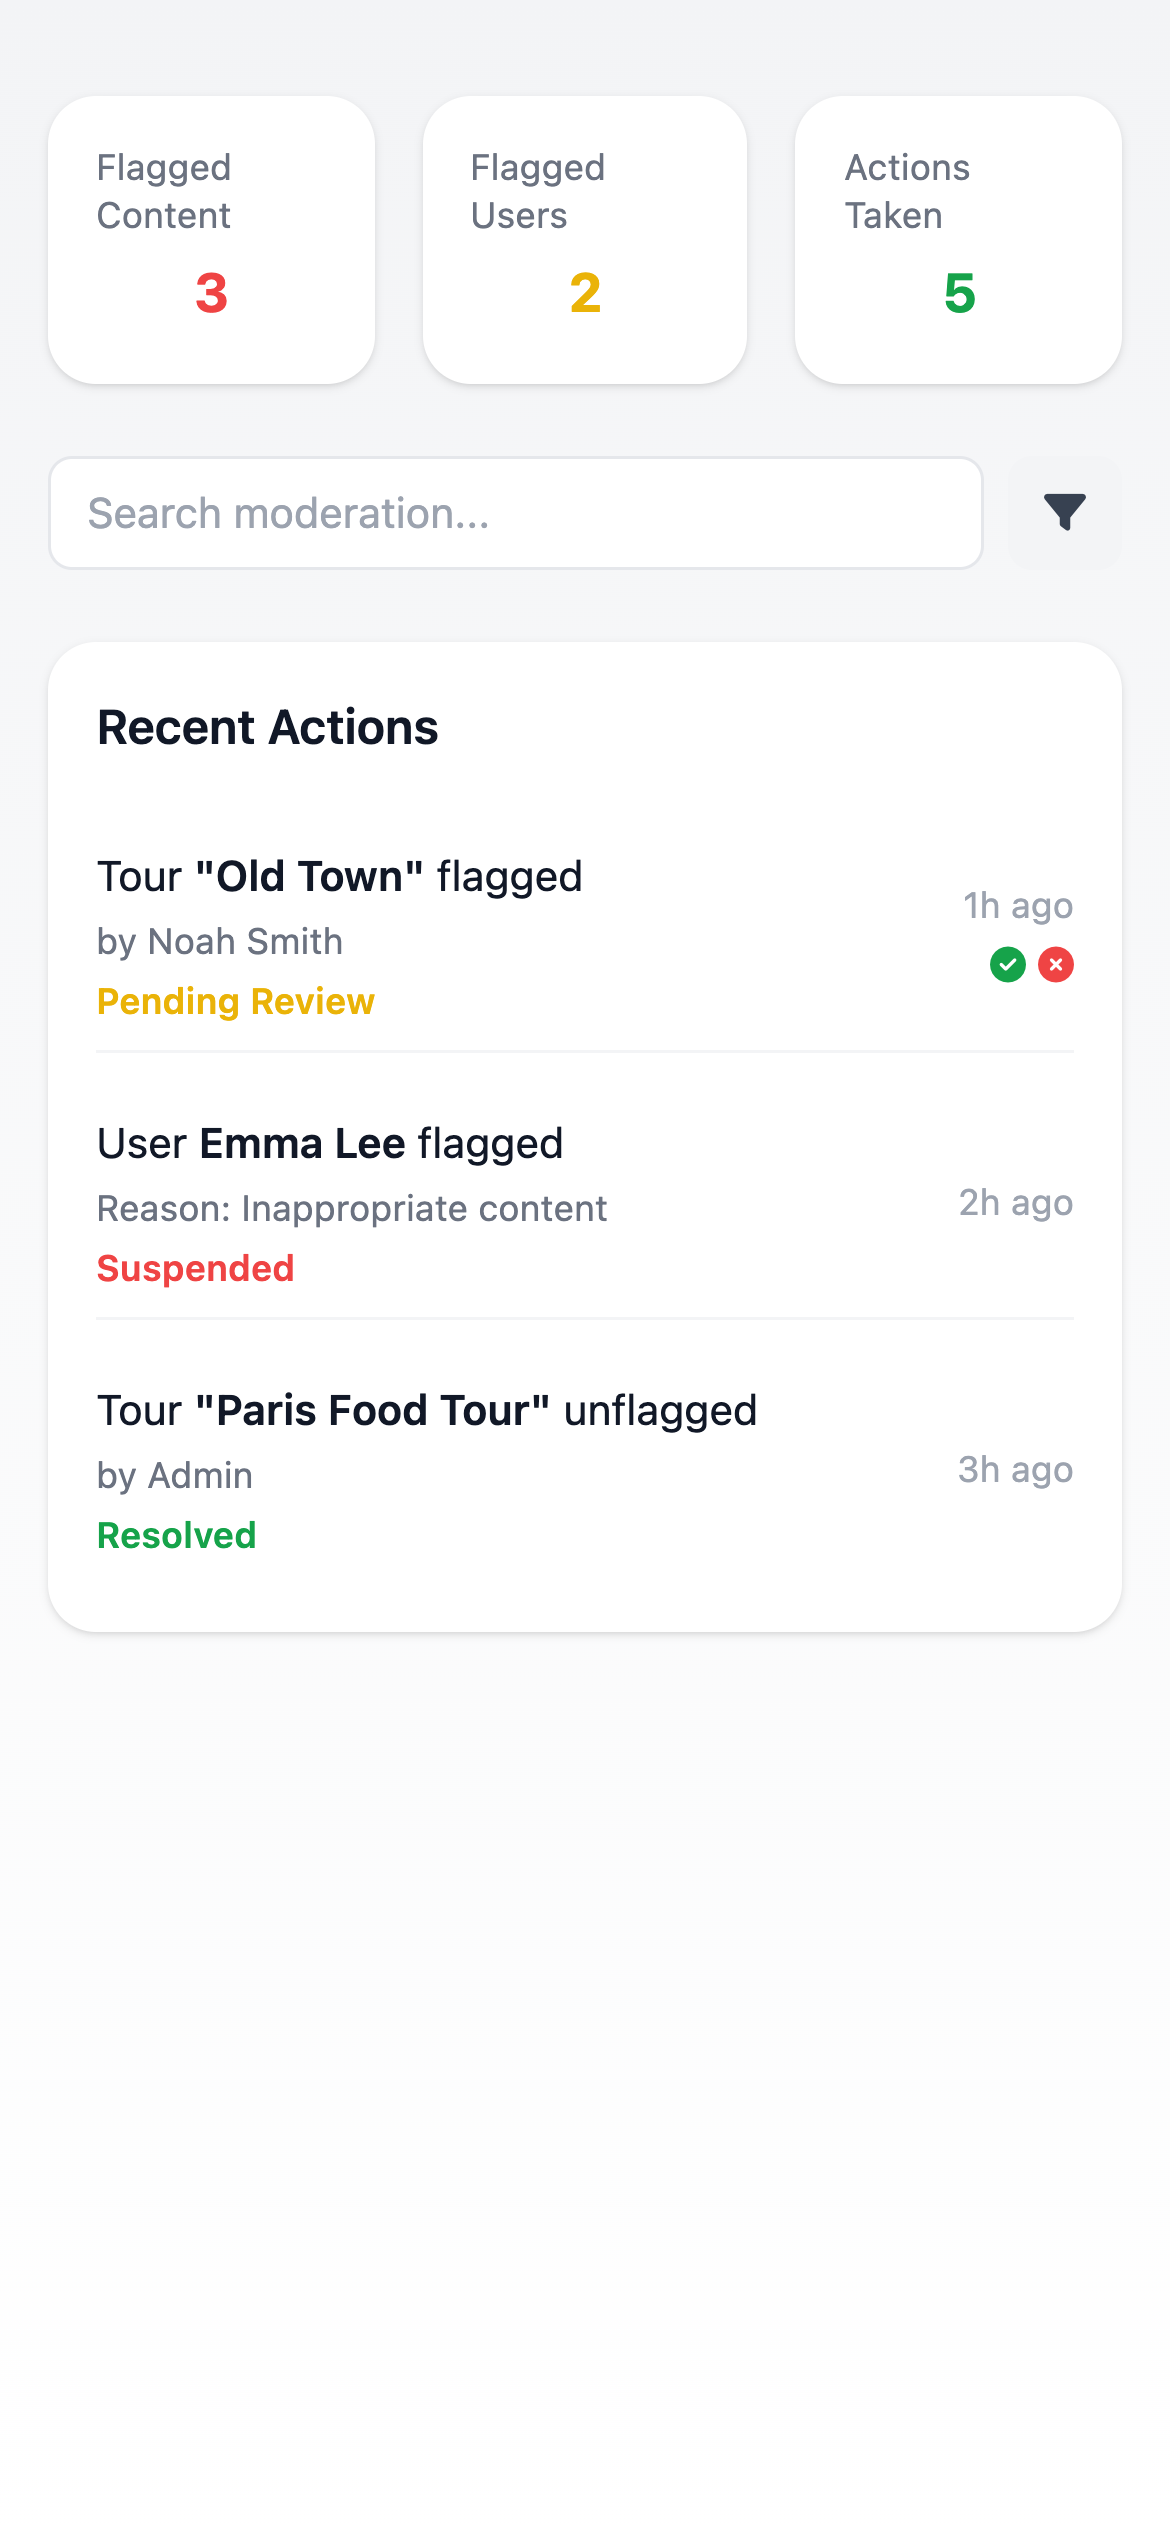 Flagged
Content
3
Flagged
Users
2
Actions
Taken
5
Search moderation...
Recent Actions
Tour "Old Town" flagged
by Noah Smith
Pending Review
1h ago
User Emma Lee flagged
Reason: Inappropriate content
Suspended
2h ago
Tour "Paris Food Tour" unflagged
by Admin
Resolved
3h ago